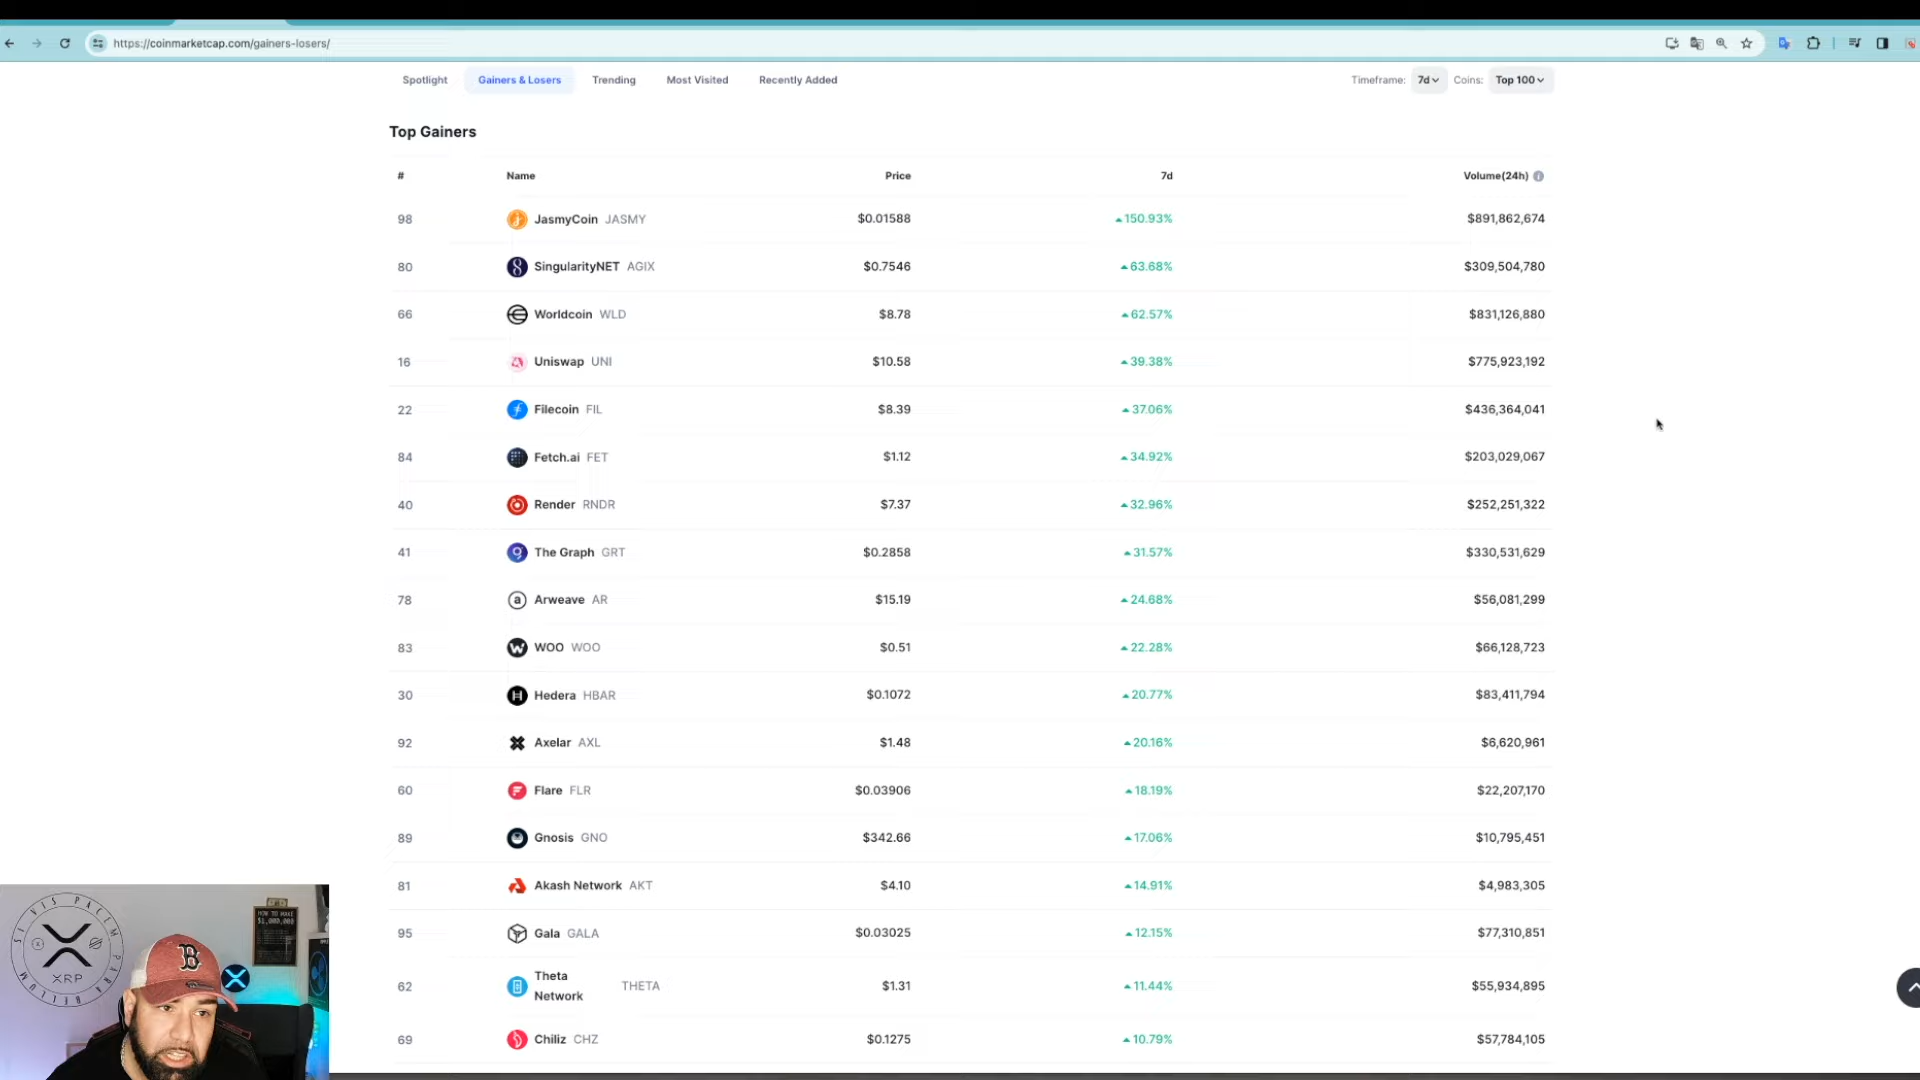 https://coinmarketcap.com/gainers-losers/
Spotlight Gainers & Losers Trending Most Visited Recently Added Timeframe: 7d Coins: Top 100
Top Gainers
# Name Price 7d Volume(24h)
98 JasmyCoin JASMY $0.01588 150.93% $891,862,674
80 SingularityNET AGIX $0.7546 63.68% $309,504,780
66 Worldcoin WLD $8.78 62.57% $831,126,880
16 Uniswap UNI $10.58 39.38% $775,923,192
22 Filecoin FIL $8.39 37.06% $436,364,041
84 Fetch.ai FET $1.12 34.92% $203,029,067
40 Render RNDR $7.37 32.96% $252,251,322
41 The Graph GRT $0.2858 31.57% $330,531,629
78 Arweave AR $15.19 24.68% $56,081,299
83 WOO WOO $0.51 22.28% $66,128,723
30 Hedera HBAR $0.1072 20.77% $83,411,794
92 Axelar AXL $1.48 20.16% $6,620,961
60 Flare FLR $0.03906 18.19% $22,207,170
89 Gnosis GNO $342.66 17.06% $10,795,451
81 Akash Network AKT $4.10 14.91% $4,983,305
95 Gala GALA $0.03025 12.15% $77,310,851
62 Theta Network THETA $1.31 11.44% $55,934,895
69 Chiliz CHZ $0.1275 10.79% $57,784,105
SI VIS PACEM PARA BELLUM
XRP
HOW TO MAKE
$1,000,000
B